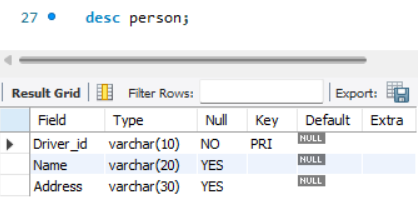 27 desc person;
Result Grid Filter Rows: Export:
Field Type Null Key Default Extra
Driver_id varchar(10) NO PRI NULL
Name varchar(20) YES NULL
Address varchar(30) YES NULL